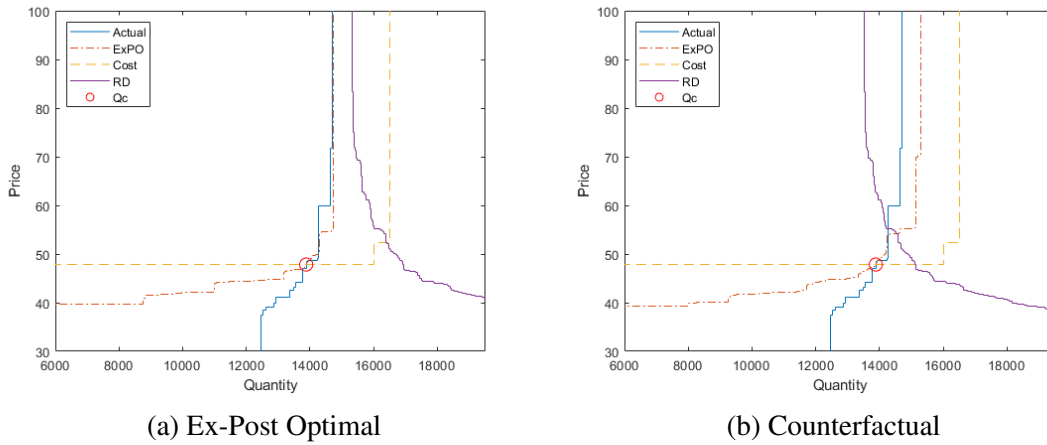 100
90
80
70
60
50
40
30
Price
6000 8000 10000 12000 14000 16000 18000
Quantity
Actual
ExPO
Cost
RD
Qc
(a) Ex-Post Optimal
100
90
80
70
60
50
40
30
Price
6000 8000 10000 12000 14000 16000 18000
Quantity
Actual
ExPO
Cost
RD
Qc
(b) Counterfactual